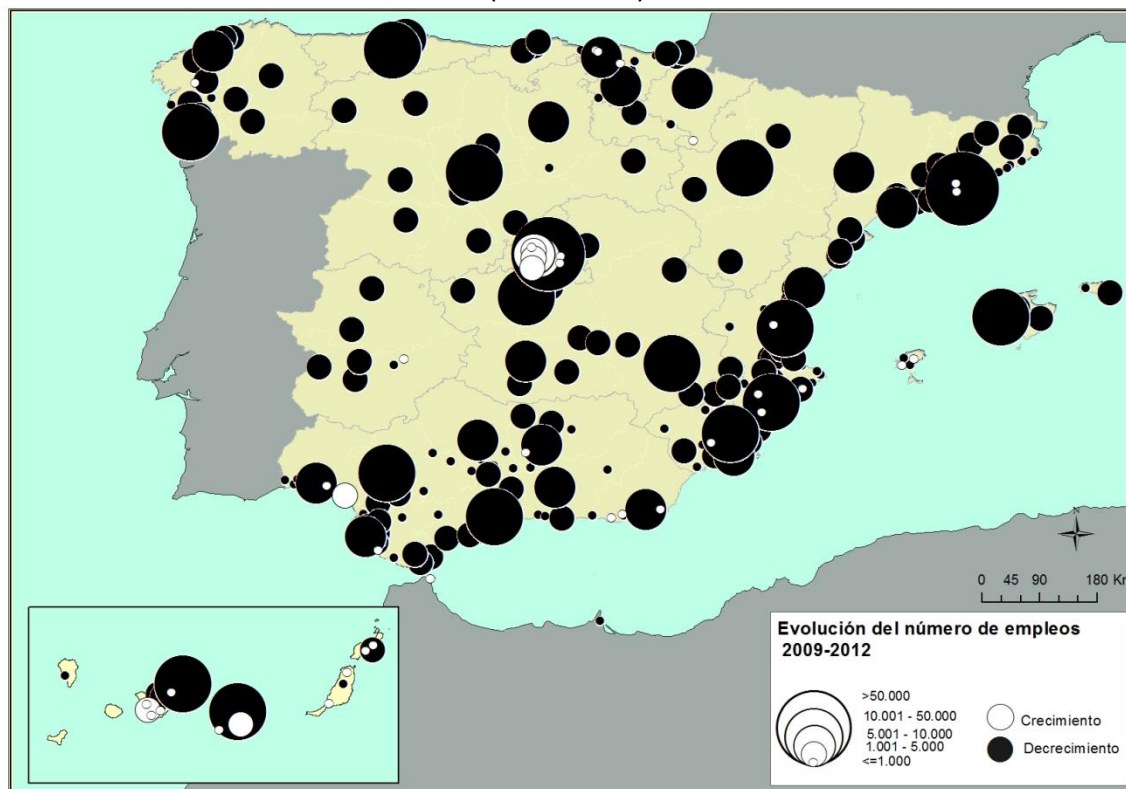 N
0 45 90 180 Km
Evolución del número de empleos
2009-2012
>50.000
10.001 - 50.000
5.001 - 10.000
1.001 - 5.000
<=1.000
Crecimiento
Decrecimiento